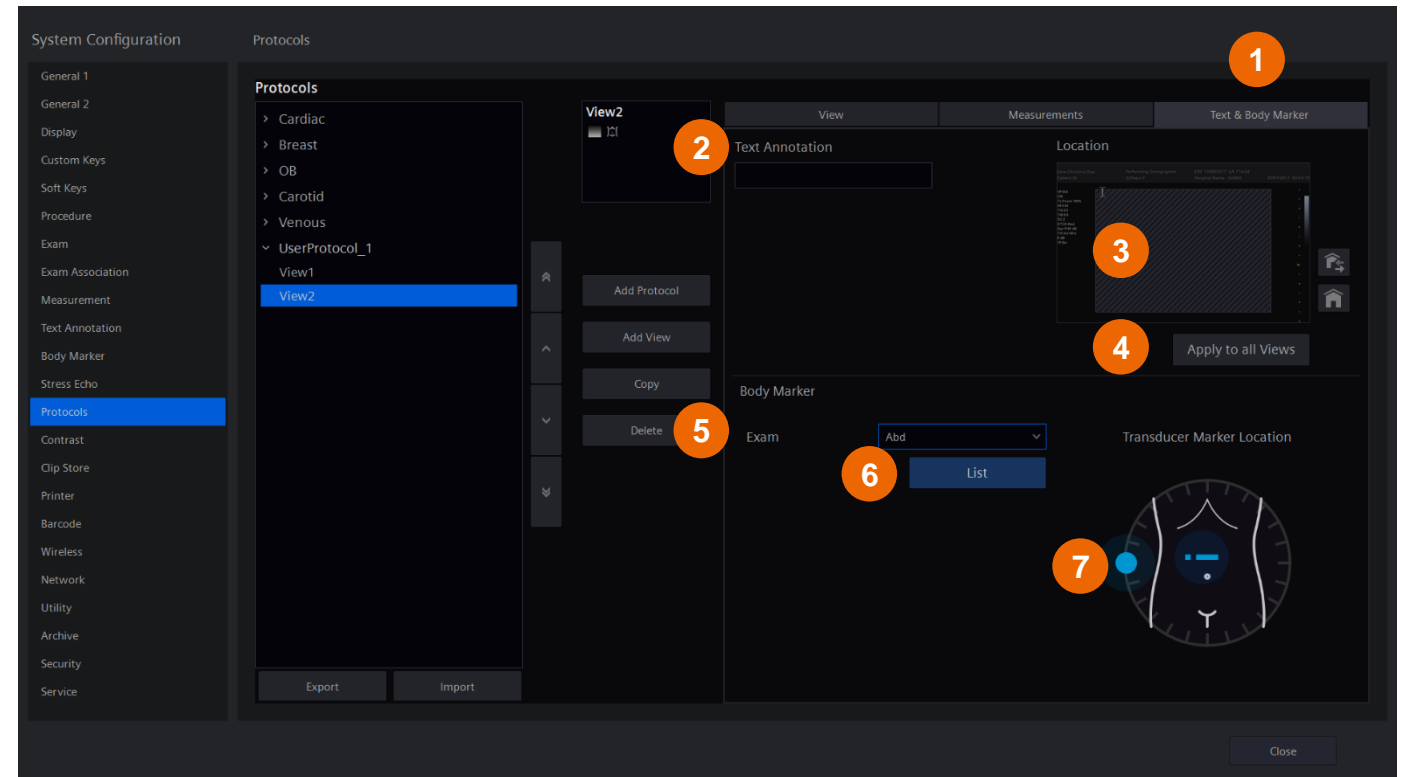 System Configuration
Protocols
General 1
General 2
Display
Custom Keys
Soft Keys
Procedure
Exam
Exam Association
Measurement
Text Annotation
Body Marker
Stress Echo
Protocols
Contrast
Clip Store
Printer
Barcode
Wireless
Network
Utility
Archive
Security
Service
Protocols
Cardiac
Breast
OB
Carotid
Venous
UserProtocol_1
View1
View2
Export
Import
View2
Add Protocol
Add View
Copy
Delete
1
View
Measurements
Text & Body Marker
2
Text Annotation
Location
3
4
Apply to all Views
Body Marker
5
Exam
Abd
Transducer Marker Location
6
List
7
Close